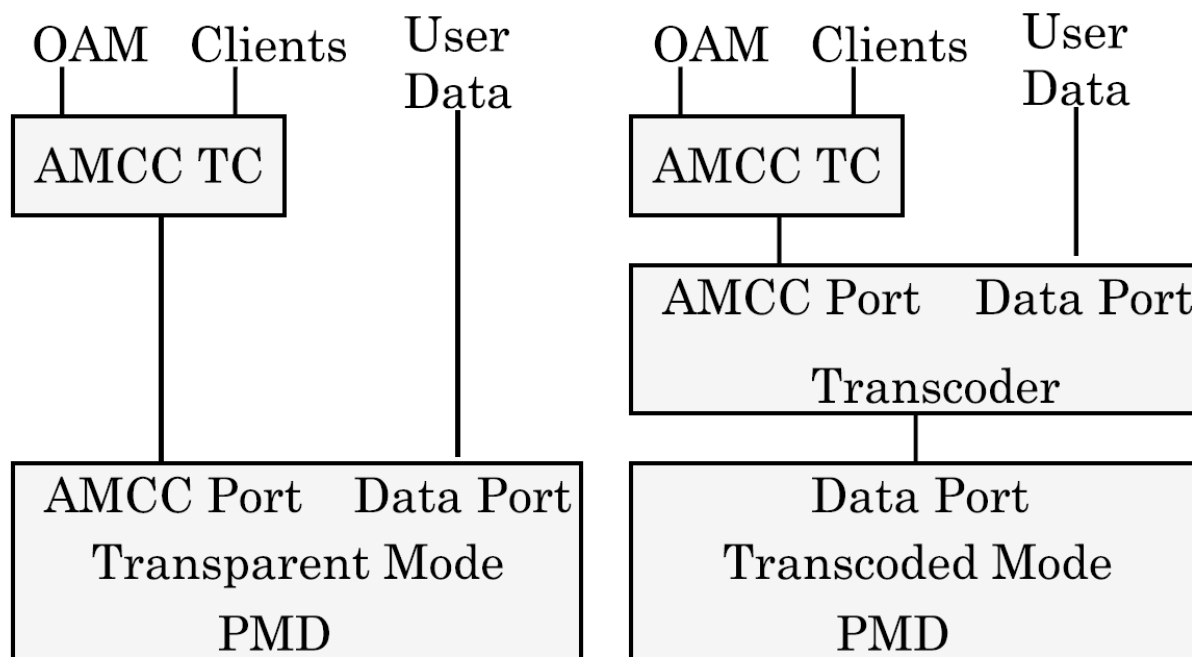 OAM Clients User
Data
AMCC TC
AMCC Port Data Port
Transparent Mode
PMD
OAM Clients User
Data
AMCC TC
AMCC Port Data Port
Transcoder
Data Port
Transcoded Mode
PMD